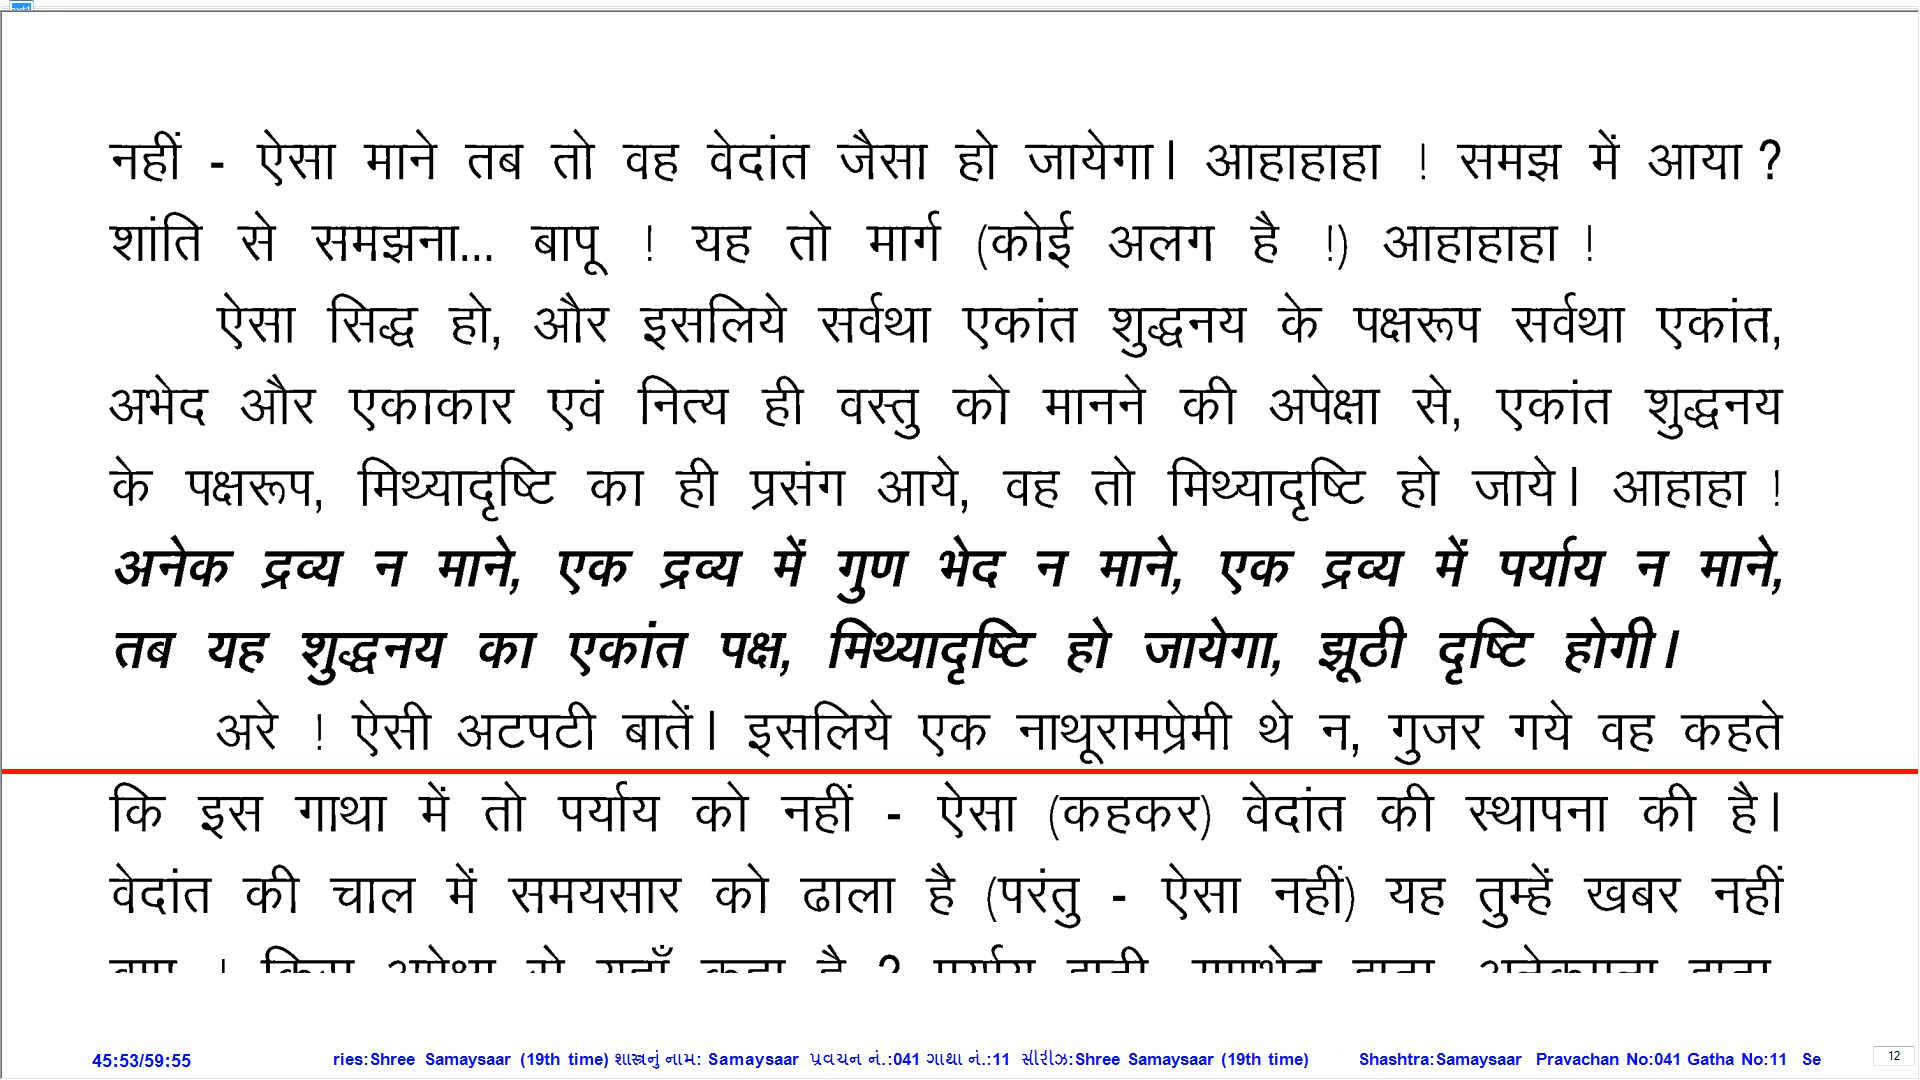 नहीं - ऐसा माने तब तो वह वेदांत जैसा हो जायेगा। आहाहाहा ! समझ में आया ?
शांति से समझना... बापू ! यह तो मार्ग (कोई अलग है !) आहाहाहा !
ऐसा सिद्ध हो, और इसलिये सर्वथा एकांत शुद्धनय के पक्षरूप सर्वथा एकांत,
अभेद और एकाकार एवं नित्य ही वस्तु को मानने की अपेक्षा से, एकांत शुद्धनय
के पक्षरूप, मिथ्यादृष्टि का ही प्रसंग आये, वह तो मिथ्यादृष्टि हो जाये। आहाहा !
अनेक द्रव्य न माने, एक द्रव्य में गुण भेद न माने, एक द्रव्य में पर्याय न माने,
तब यह शुद्धनय का एकांत पक्ष, मिथ्यादृष्टि हो जायेगा, झूठी दृष्टि होगी।
अरे ! ऐसी अटपटी बातें। इसलिये एक नाथूरामप्रेमी थे न, गुजर गये वह कहते
कि इस गाथा में तो पर्याय को नहीं - ऐसा (कहकर) वेदांत की स्थापना की है।
वेदांत की चाल में समयसार को ढाला है (परंतु - ऐसा नहीं) यह तुम्हें खबर नहीं
45:53/59:55 ries:Shree Samaysaar (19th time) શાસ્ત્રનું નામ: Samaysaar પ્રવચન નં.:041 ગાથા નં.:11 સીરીઝ:Shree Samaysaar (19th time) Shashtra:Samaysaar Pravachan No:041 Gatha No:11 Se 12